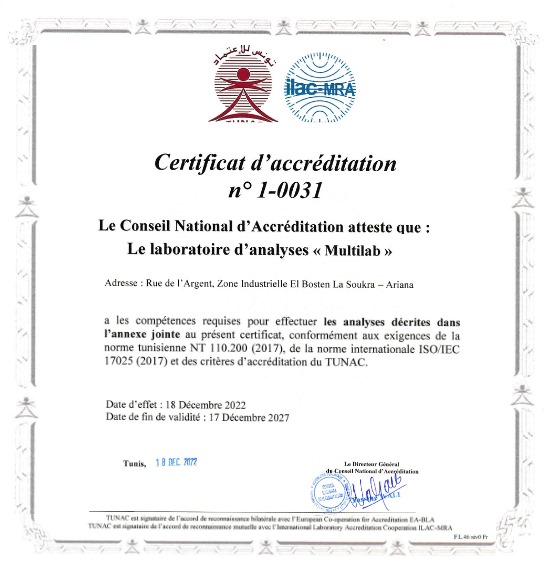 تونس للإعتماد
TUNAC
ilac-MRA
Certificat d'accréditation
n° 1-0031
Le Conseil National d'Accréditation atteste que :
Le laboratoire d'analyses « Multilab »
Adresse : Rue de l'Argent, Zone Industrielle El Bosten La Soukra – Ariana
a les compétences requises pour effectuer les analyses décrites dans
l'annexe jointe au présent certificat, conformément aux exigences de la
norme tunisienne NT 110.200 (2017), de la norme internationale ISO/IEC
17025 (2017) et des critères d'accréditation du TUNAC.
Date d'effet : 18 Décembre 2022
Date de fin de validité : 17 Décembre 2027
Tunis, 18 DEC 2022
Le Directeur Général
du Conseil National d'Accréditation
TUNAC est signataire de l'accord de reconnaissance bilatérale avec l'European Co-operation for Accreditation EA-BLA
TUNAC est signataire de l'accord de reconnaissance mutuelle avec l'International Laboratory Accreditation Cooperation ILAC-MRA